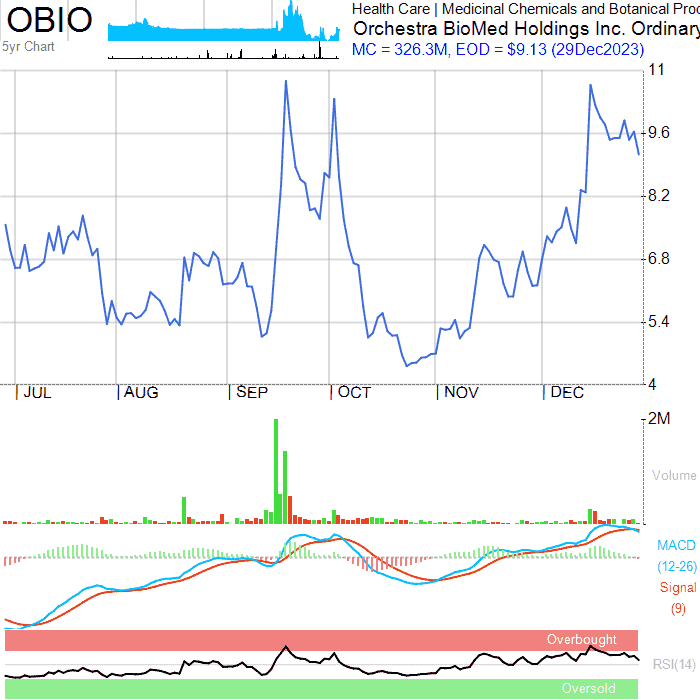 OBIO
5yr Chart
Health Care | Medicinal Chemicals and Botanical Proc
Orchestra BioMed Holdings Inc. Ordinary
MC = 326.3M, EOD = $9.13 (29Dec2023)
11
9.6
8.2
6.8
5.4
4
JUL AUG SEP OCT NOV DEC
2M
Volume
MACD
(12-26)
Signal
(9)
Overbought
RSI(14)
Oversold